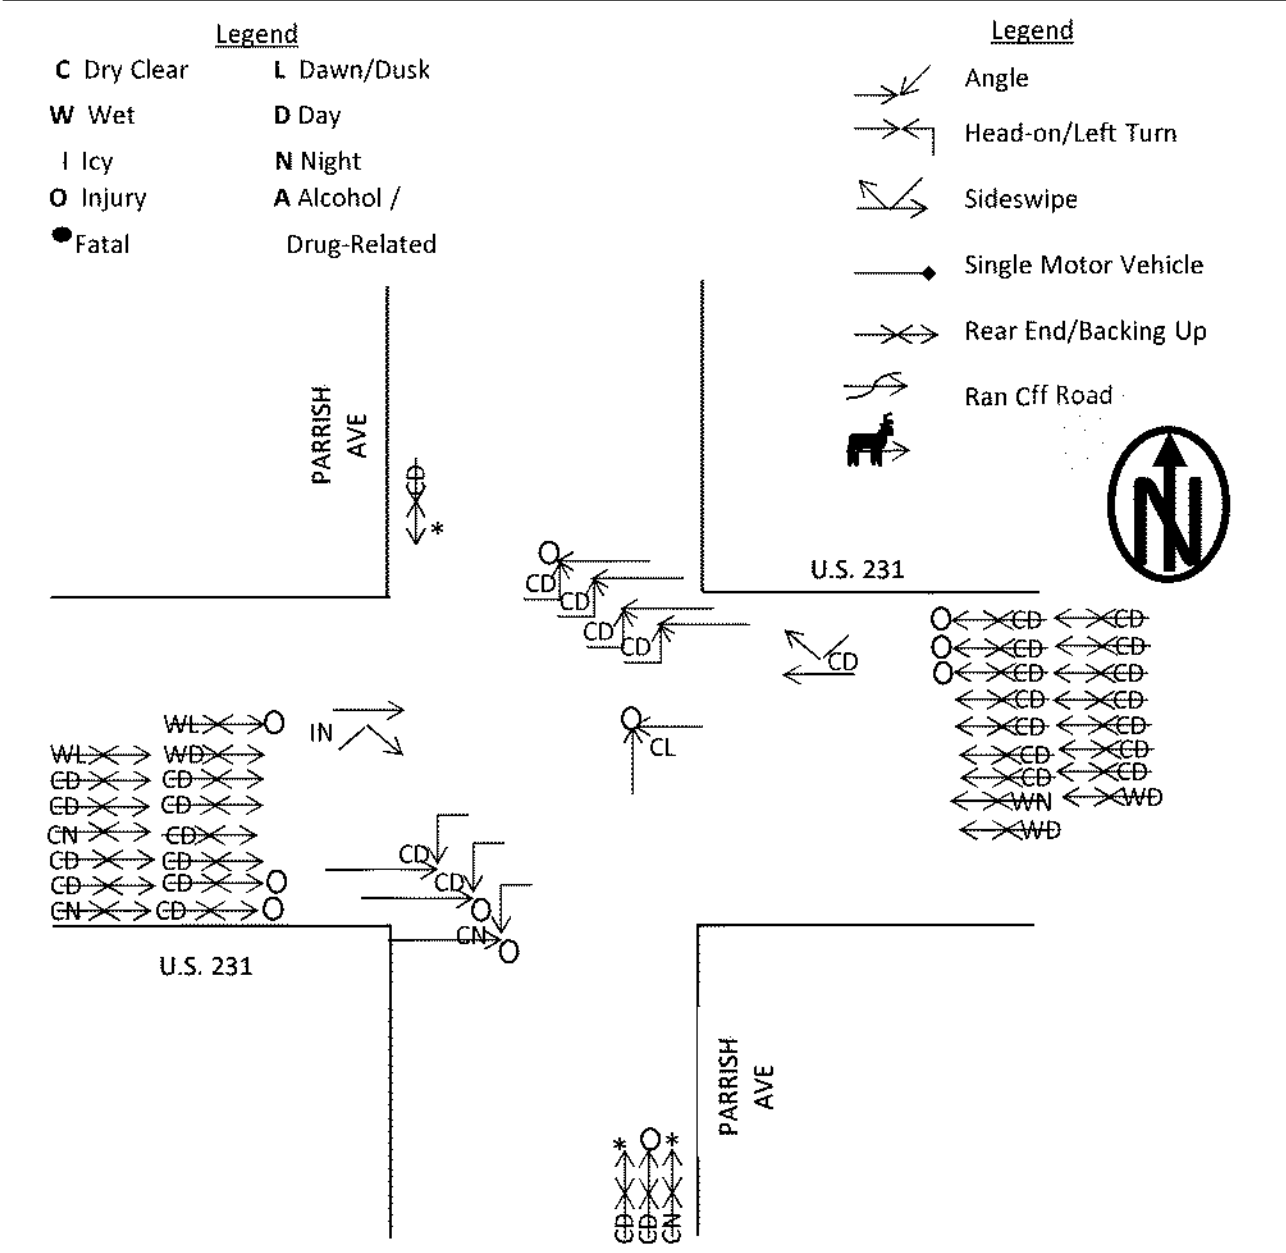 Legend
C Dry Clear L Dawn/Dusk
W Wet D Day
I Icy N Night
O Injury A Alcohol /
Fatal Drug-Related
Legend
Angle
Head-on/Left Turn
Sideswipe
Single Motor Vehicle
Rear End/Backing Up
Ran Cff Road
N
PARRISH
AVE
CD
*
U.S. 231
O
CD
CD
CD
CD
CD
O CD CD
O CD CD
O CD CD
CD CD
CD CD
CD CD
CD CD
WN WD
WD
O
CL
IN
WL O
WL WD
CD CD
CD CD
CN CD
CD CD
CD CD O
CN CD O
CD
CD
O
CN
O
U.S. 231
PARRISH
AVE
* O *
CD CD CN